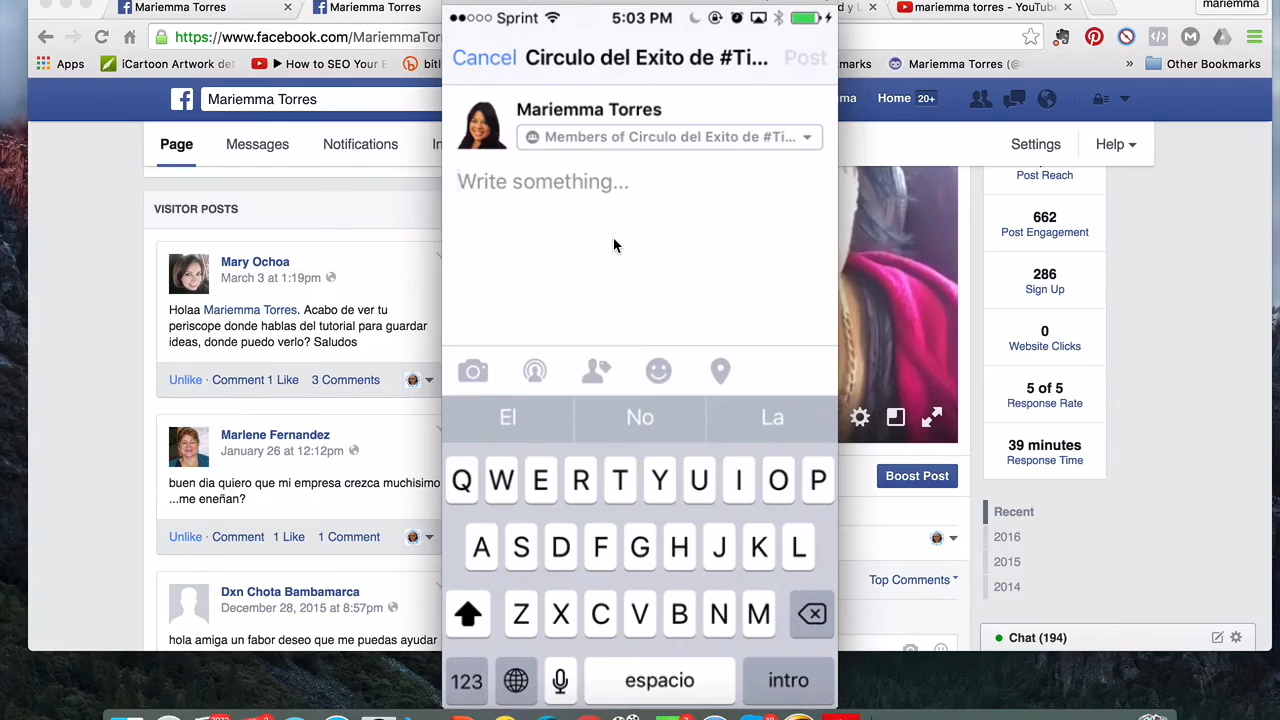 Mariemma Torres
Mariemma Torres
mariemma torres - YouTube
mariemma
https://www.facebook.com/MariemmaTor
Apps
iCartoon Artwork det
How to SEO Your E
bitl
marks
Mariemma Torres (@
»
Other Bookmarks
Mariemma Torres
Home 20+
Page
Messages
Notifications
In
Settings
Help
VISITOR POSTS
Mary Ochoa
March 3 at 1:19pm
Holaa Mariemma Torres. Acabo de ver tu
periscope donde hablas del tutorial para guardar
ideas, donde puedo verlo? Saludos
Unlike · Comment 1 Like 3 Comments
Marlene Fernandez
January 26 at 12:12pm
buen dia quiero que mi empresa crezca muchisimo
...me eneñan?
Unlike · Comment 1 Like 1 Comment
Dxn Chota Bambamarca
December 28, 2015 at 8:57pm
hola amiga un fabor deseo que me puedas ayudar
Sprint 5:03 PM
Cancel Circulo del Exito de #Ti... Post
Mariemma Torres
Members of Circulo del Exito de #Ti...
Write something...
El No La
Q W E R T Y U I O P
A S D F G H J K L
Z X C V B N M
123 espacio intro
Post Reach
662
Post Engagement
286
Sign Up
0
Website Clicks
5 of 5
Response Rate
39 minutes
Response Time
Boost Post
Top Comments
Recent
2016
2015
2014
Chat (194)